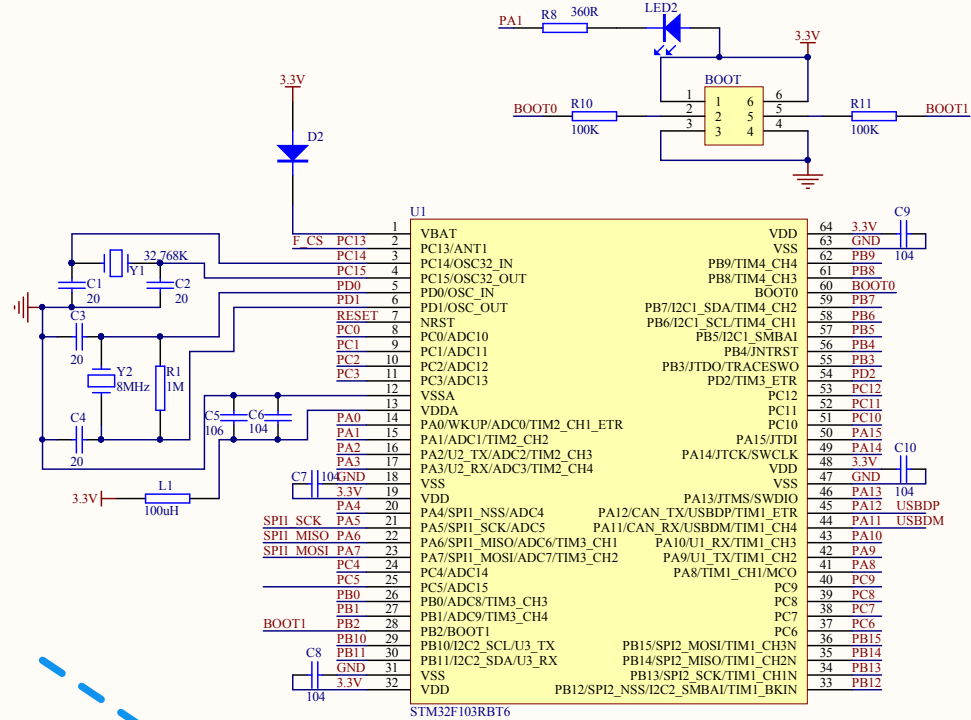 PA1 R8 360R LED2
3.3V
BOOT
1 1 6 6
BOOT0 R10 2 2 5 5 R11 BOOT1
100K 3 3 4 4 100K
3.3V
D2
U1
1 VBAT VDD 64 3.3V C9
F_CS PC13 2 PC13/ANT1 VSS 63 GND 104
PC14 3 PC14/OSC32_IN PB9/TIM4_CH4 62 PB9
PC15 4 PC15/OSC32_OUT PB8/TIM4_CH3 61 PB8
PD0 5 PD0/OSC_IN BOOT0 60 BOOT0
PD1 6 PD1/OSC_OUT PB7/I2C1_SDA/TIM4_CH2 59 PB7
RESET 7 NRST PB6/I2C1_SCL/TIM4_CH1 58 PB6
PC0 8 PC0/ADC10 PB5/I2C1_SMBAI 57 PB5
PC1 9 PC1/ADC11 PB4/JNTRST 56 PB4
PC2 10 PC2/ADC12 PB3/JTDO/TRACESWO 55 PB3
PC3 11 PC3/ADC13 PD2/TIM3_ETR 54 PD2
12 VSSA PC12 53 PC12
13 VDDA PC11 52 PC11
PA0 14 PA0/WKUP/ADC0/TIM2_CH1_ETR PC10 51 PC10
PA1 15 PA1/ADC1/TIM2_CH2 PA15/JTDI 50 PA15
PA2 16 PA2/U2_TX/ADC2/TIM2_CH3 PA14/JTCK/SWCLK 49 PA14
PA3 17 PA3/U2_RX/ADC3/TIM2_CH4 VDD 48 3.3V C10
C7 104 GND 18 VSS VSS 47 GND 104
3.3V 19 VDD PA13/JTMS/SWDIO 46 PA13
PA4 20 PA4/SPI1_NSS/ADC4 PA12/CAN_TX/USBDP/TIM1_ETR 45 PA12 USBDP
SPI1_SCK PA5 21 PA5/SPI1_SCK/ADC5 PA11/CAN_RX/USBDM/TIM1_CH4 44 PA11 USBDM
SPI1_MISO PA6 22 PA6/SPI1_MISO/ADC6/TIM3_CH1 PA10/U1_RX/TIM1_CH3 43 PA10
SPI1_MOSI PA7 23 PA7/SPI1_MOSI/ADC7/TIM3_CH2 PA9/U1_TX/TIM1_CH2 42 PA9
PC4 24 PC4/ADC14 PA8/TIM1_CH1/MCO 41 PA8
PC5 25 PC5/ADC15 PC9 40 PC9
PB0 26 PB0/ADC8/TIM3_CH3 PC8 39 PC8
PB1 27 PB1/ADC9/TIM3_CH4 PC7 38 PC7
BOOT1 PB2 28 PB2/BOOT1 PC6 37 PC6
PB10 29 PB10/I2C2_SCL/U3_TX PB15/SPI2_MOSI/TIM1_CH3N 36 PB15
PB11 30 PB11/I2C2_SDA/U3_RX PB14/SPI2_MISO/TIM1_CH2N 35 PB14
C8 GND 31 VSS PB13/SPI2_SCK/TIM1_CH1N 34 PB13
104 3.3V 32 VDD PB12/SPI2_NSS/I2C2_SMBAI/TIM1_BKIN 33 PB12
STM32F103RBT6
32.768K
Y1
C1 C2
20 20
C3
20
Y2 R1
8MHz 1M
C4
20
C5 C6
106 104
3.3V L1
100uH